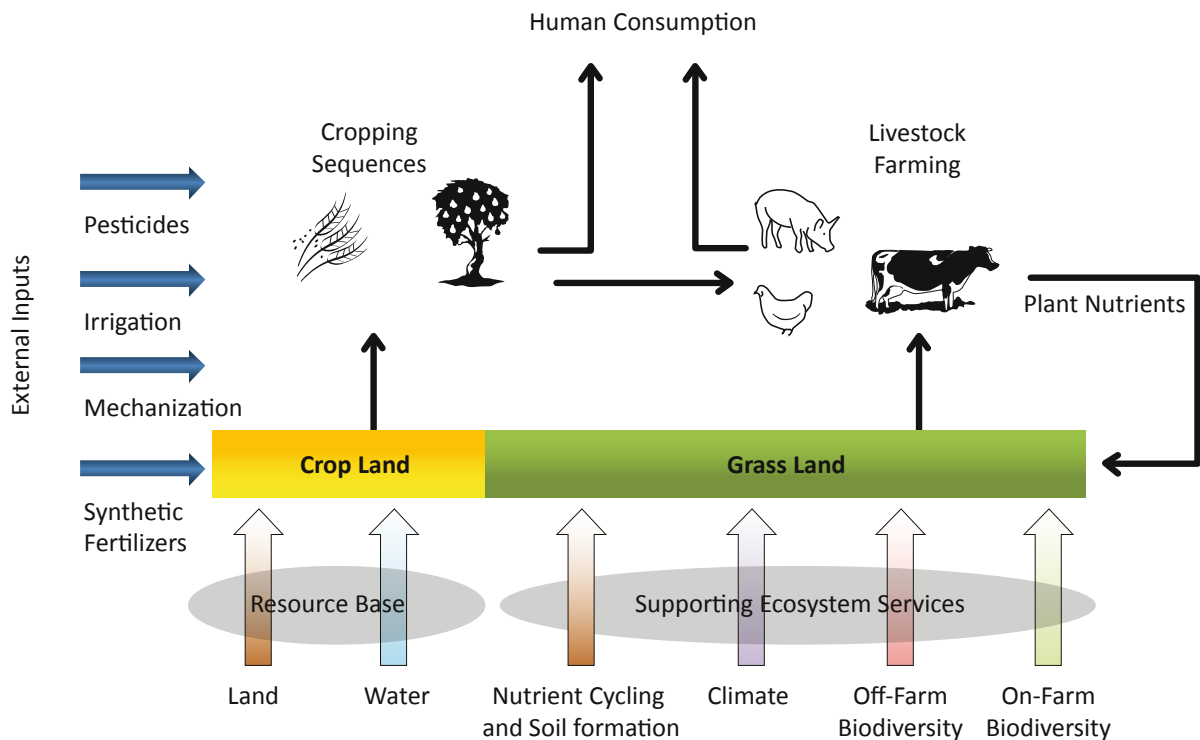 Human Consumption
Cropping
Sequences
Livestock
Farming
External Inputs
Pesticides
Irrigation
Mechanization
Synthetic
Fertilizers
Plant Nutrients
Crop Land
Grass Land
Resource Base
Supporting Ecosystem Services
Land
Water
Nutrient Cycling
and Soil formation
Climate
Off-Farm
Biodiversity
On-Farm
Biodiversity